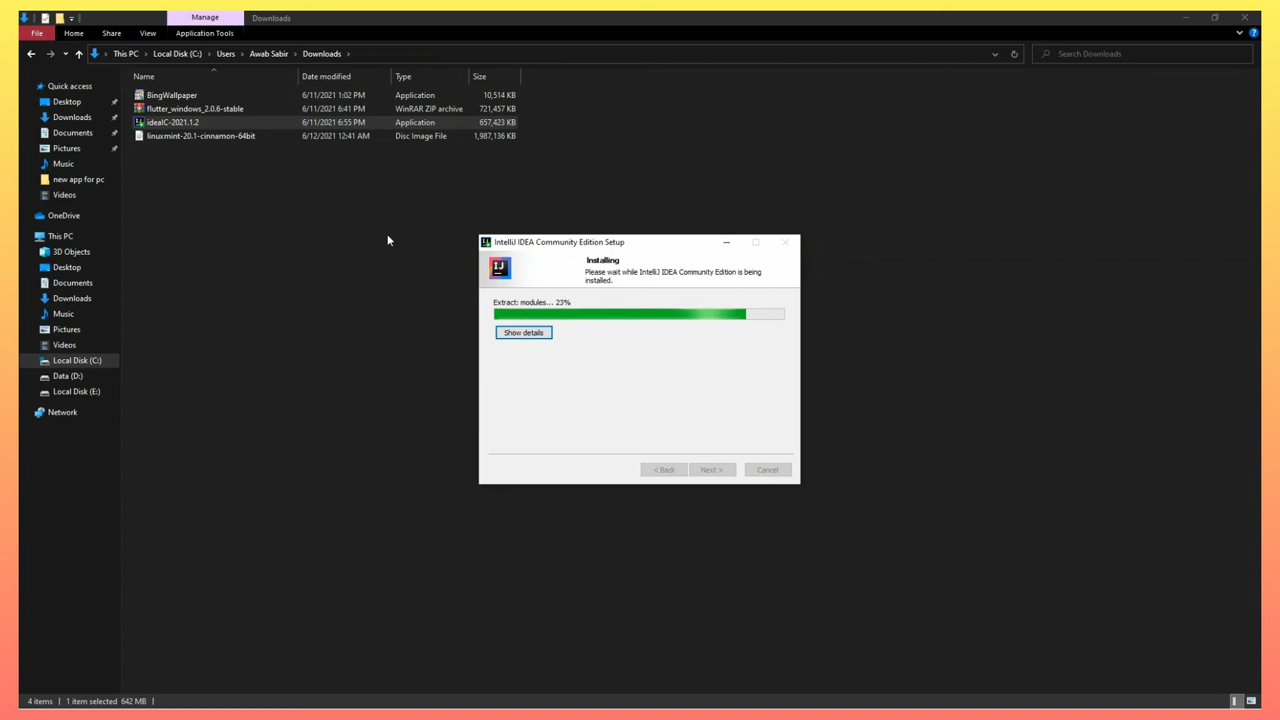 Manage
Downloads
File
Home
Share
View
Application Tools
This PC
Local Disk (C:)
Users
Awab Sabir
Downloads
Search Downloads
Name
Date modified
Type
Size
BingWallpaper 6/11/2021 1:02 PM Application 10,514 KB
flutter_windows_2.0.6-stable 6/11/2021 6:41 PM WinRAR ZIP archive 721,457 KB
ideaIC-2021.1.2 6/11/2021 6:55 PM Application 657,423 KB
linuxmint-20.1-cinnamon-64bit 6/12/2021 12:41 AM Disc Image File 1,987,136 KB
Quick access
Desktop
Downloads
Documents
Pictures
Music
new app for pc
Videos
OneDrive
This PC
3D Objects
Desktop
Documents
Downloads
Music
Pictures
Videos
Local Disk (C:)
Data (D:)
Local Disk (E:)
Network
IntelliJ IDEA Community Edition Setup
IJ
Installing
Please wait while IntelliJ IDEA Community Edition is being
installed.
Extract: modules... 23%
Show details
< Back
Next >
Cancel
4 items
1 item selected 642 MB